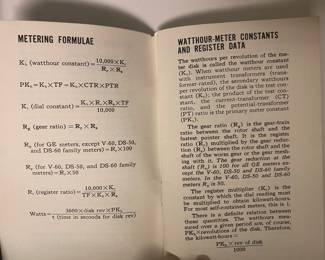 METERING FORMULAE
Kₕ (watthour constant) = 10,000 × Kᵣ / Rᵣ × Rₛ
PKₕ = Kₕ × TF = Kₕ × CTR × PTR
Kᵣ (dial constant) = Kₕ × Rᵣ × Rₛ × TF / 10,000
(gear ratio) = Rᵣ × Rₛ
(for GE meters, except V-60, DS-50, and DS-60 family meters) = Rᵣ × 100
(for V-60, DS-50, and DS-60 family meters) = Rᵣ × 50
Rᵣ (register ratio) = 10,000 × Kᵣ / TF × Kₕ × Rₛ
Watts = 3600 × disk rev × PKₕ / t (time in seconds for disk rev)
WATTHOUR-METER CONSTANTS
AND REGISTER DATA
The watthours per revolution of the me-
ter disk is called the watthour constant
(Kₕ). When watthour meters are used
with instrument transformers (trans-
former-rated), the secondary watthours
per revolution of the disk is the test con-
stant (Kₕ); the product of the test con-
stant, the current-transformer (CT)
ratio, and the potential-transformer
(PT) ratio is the primary meter constant
(PKₕ).
The gear ratio (Rg) is the gear-train
ratio between the rotor shaft and the
fastest pointer shaft. It is the register
ratio (Rᵣ) multiplied by the gear reduc-
tion (Rₛ) between the rotor shaft and the
shaft of the worm gear or the gear mesh-
ing with it. The gear reduction at the
shaft (Rₛ) is 100 for all GE meters ex-
cept the V-60, DS-50 and DS-60 family
meters. In the V-60, DS-50 and DS-60
meters Rₛ is 50.
The register multiplier (Kᵣ) is the
constant by which the dial reading must
be multiplied to obtain kilowatt-hours.
For most self-contained meters, this is 1.
There is a definite relation between
these quantities. The watthours mea-
sured over a given period are, of course,
PKₕ × revolutions of the disk. Therefore,
the kilowatt-hours =
PKₕ × rev of disk
1000